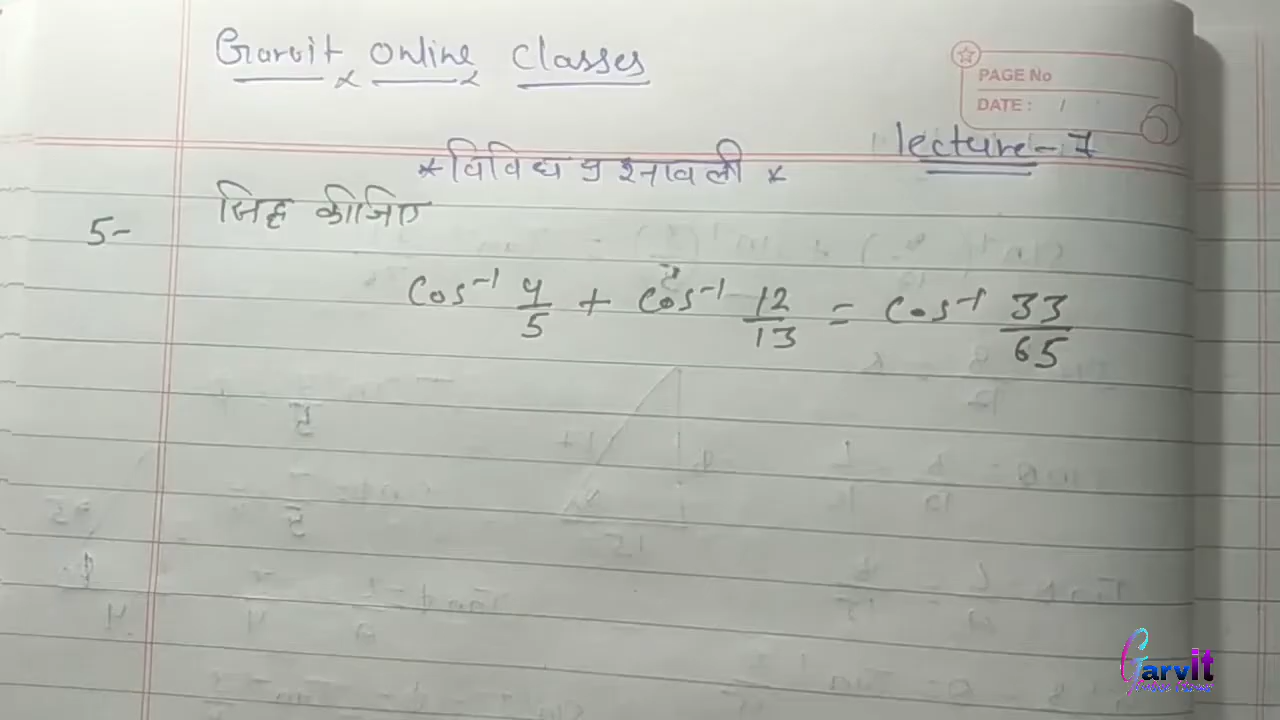 Garvit Online Classes
PAGE No
DATE : /
lecture - 7
* विविध प्रश्नावली *
5- सिद्ध कीजिए
Cos⁻¹ 4/5 + Cos⁻¹ 12/13 = Cos⁻¹ 33/65
Garvit